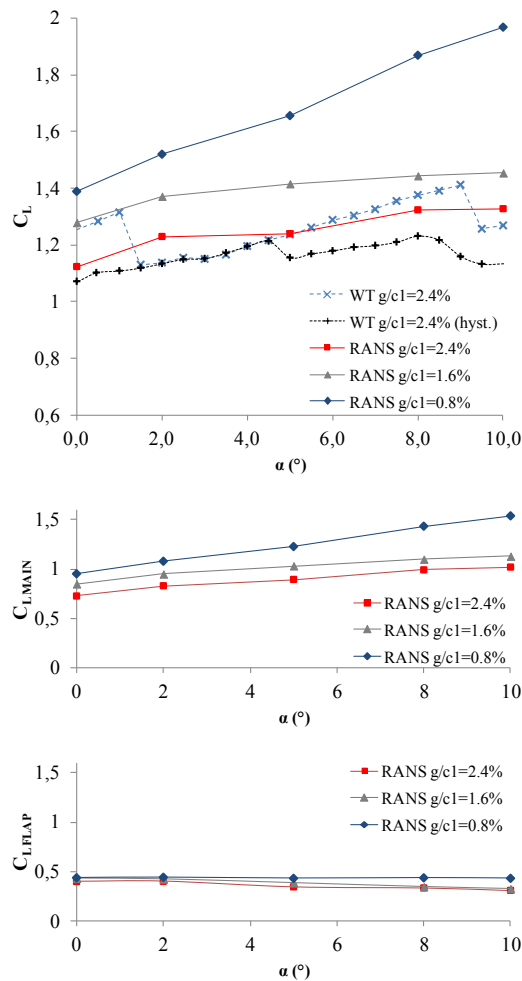 2
1,8
1,6
1,4
1,2
1
0,8
0,6
C_L
WT g/c1=2.4%
WT g/c1=2.4% (hyst.)
RANS g/c1=2.4%
RANS g/c1=1.6%
RANS g/c1=0.8%
0,0 2,0 4,0 6,0 8,0 10,0
α (°)
1,5
1
0,5
0
C_L MAIN
RANS g/c1=2.4%
RANS g/c1=1.6%
RANS g/c1=0.8%
0 2 4 6 8 10
α (°)
1,5
1
0,5
0
C_L FLAP
RANS g/c1=2.4%
RANS g/c1=1.6%
RANS g/c1=0.8%
0 2 4 6 8 10
α (°)